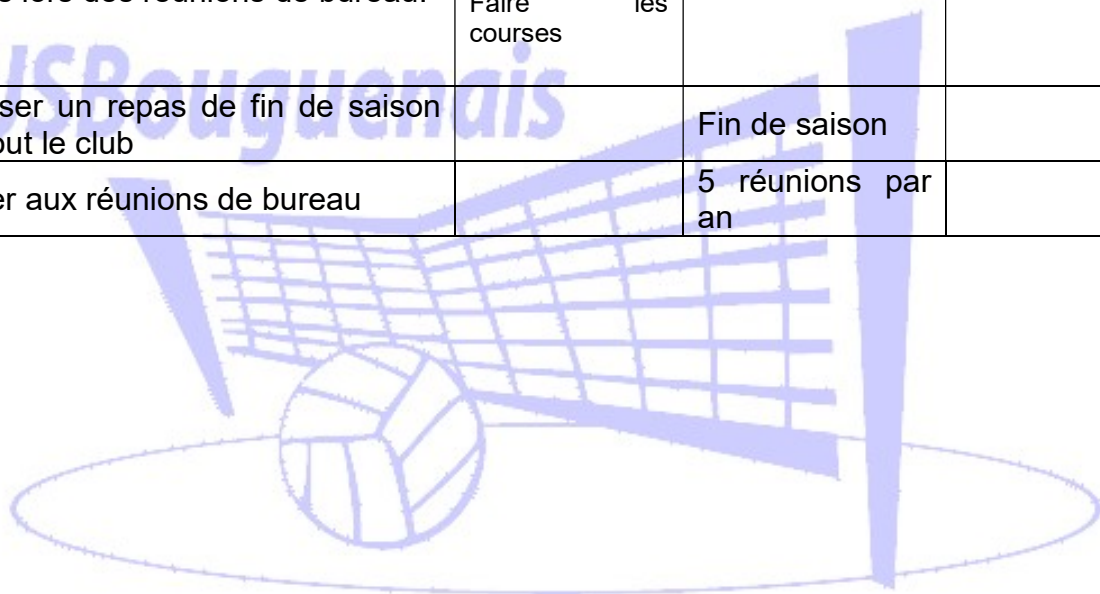 lors des réunions de bureau.
Faire les
courses
USBouguenais
ser un repas de fin de saison
out le club
Fin de saison
er aux réunions de bureau
5 réunions par
an